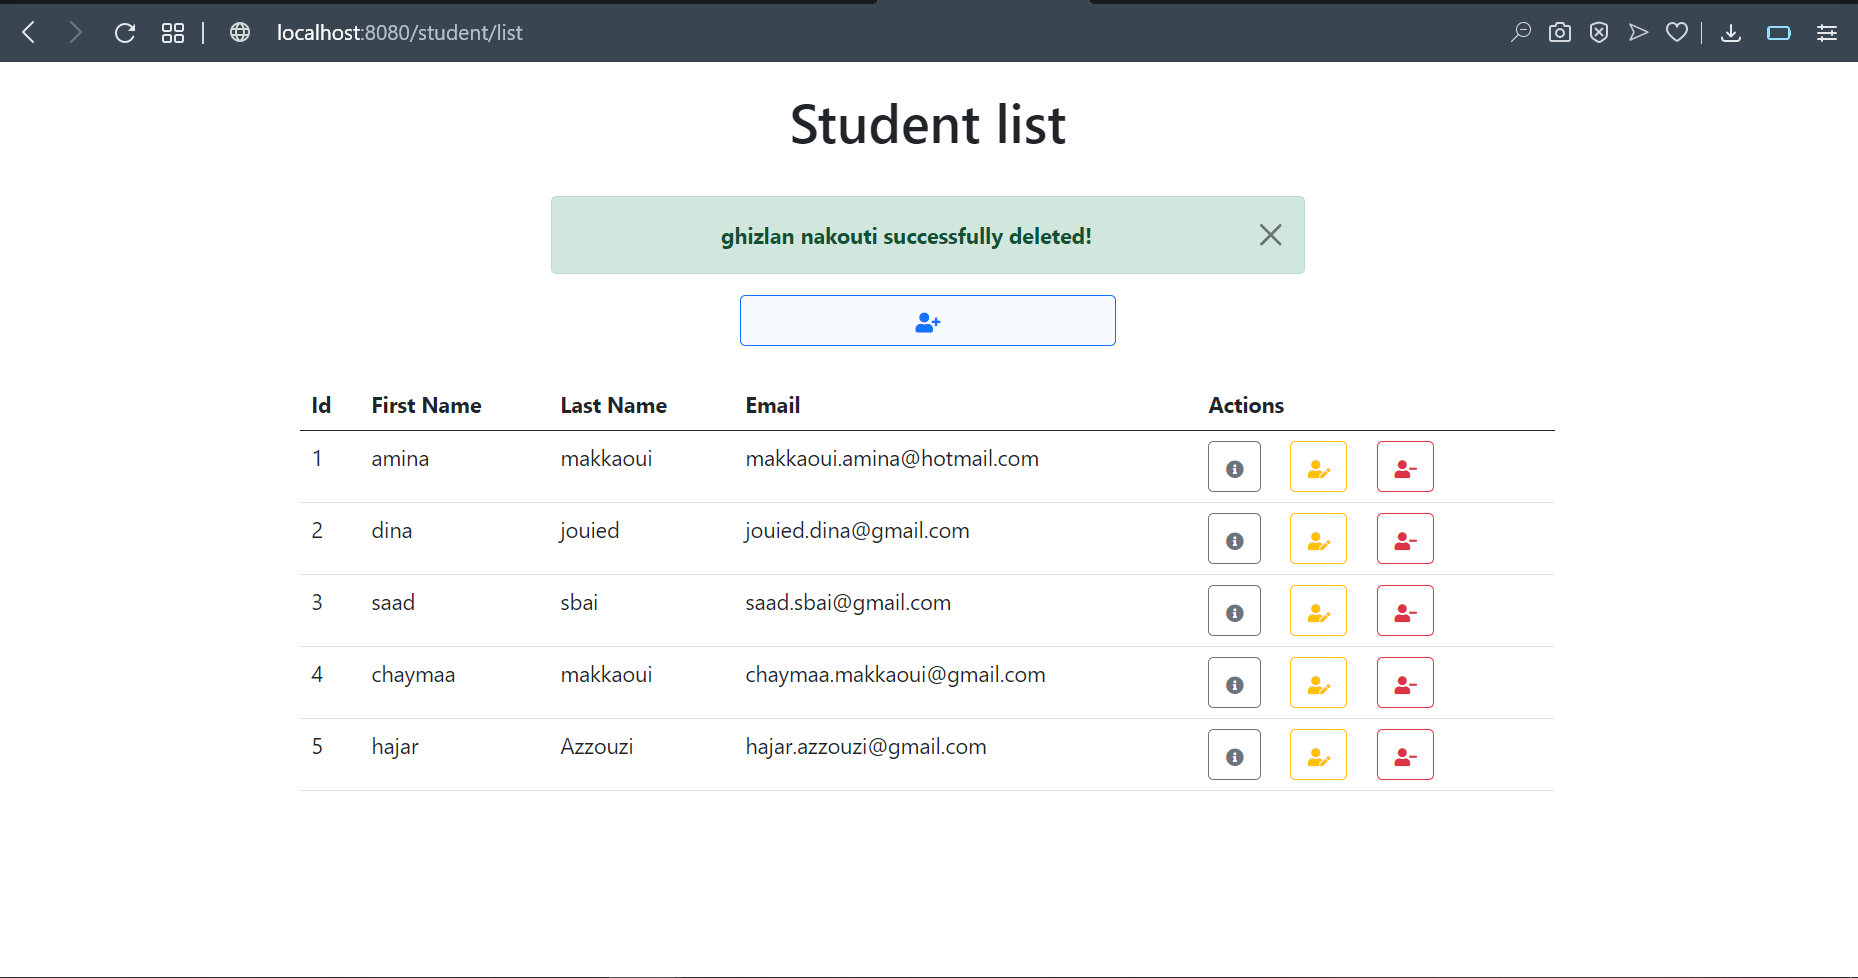 localhost:8080/student/list
Student list
ghizlan nakouti successfully deleted!
Id First Name Last Name Email Actions
1 amina makkaoui makkaoui.amina@hotmail.com
2 dina jouied jouied.dina@gmail.com
3 saad sbai saad.sbai@gmail.com
4 chaymaa makkaoui chaymaa.makkaoui@gmail.com
5 hajar Azzouzi hajar.azzouzi@gmail.com